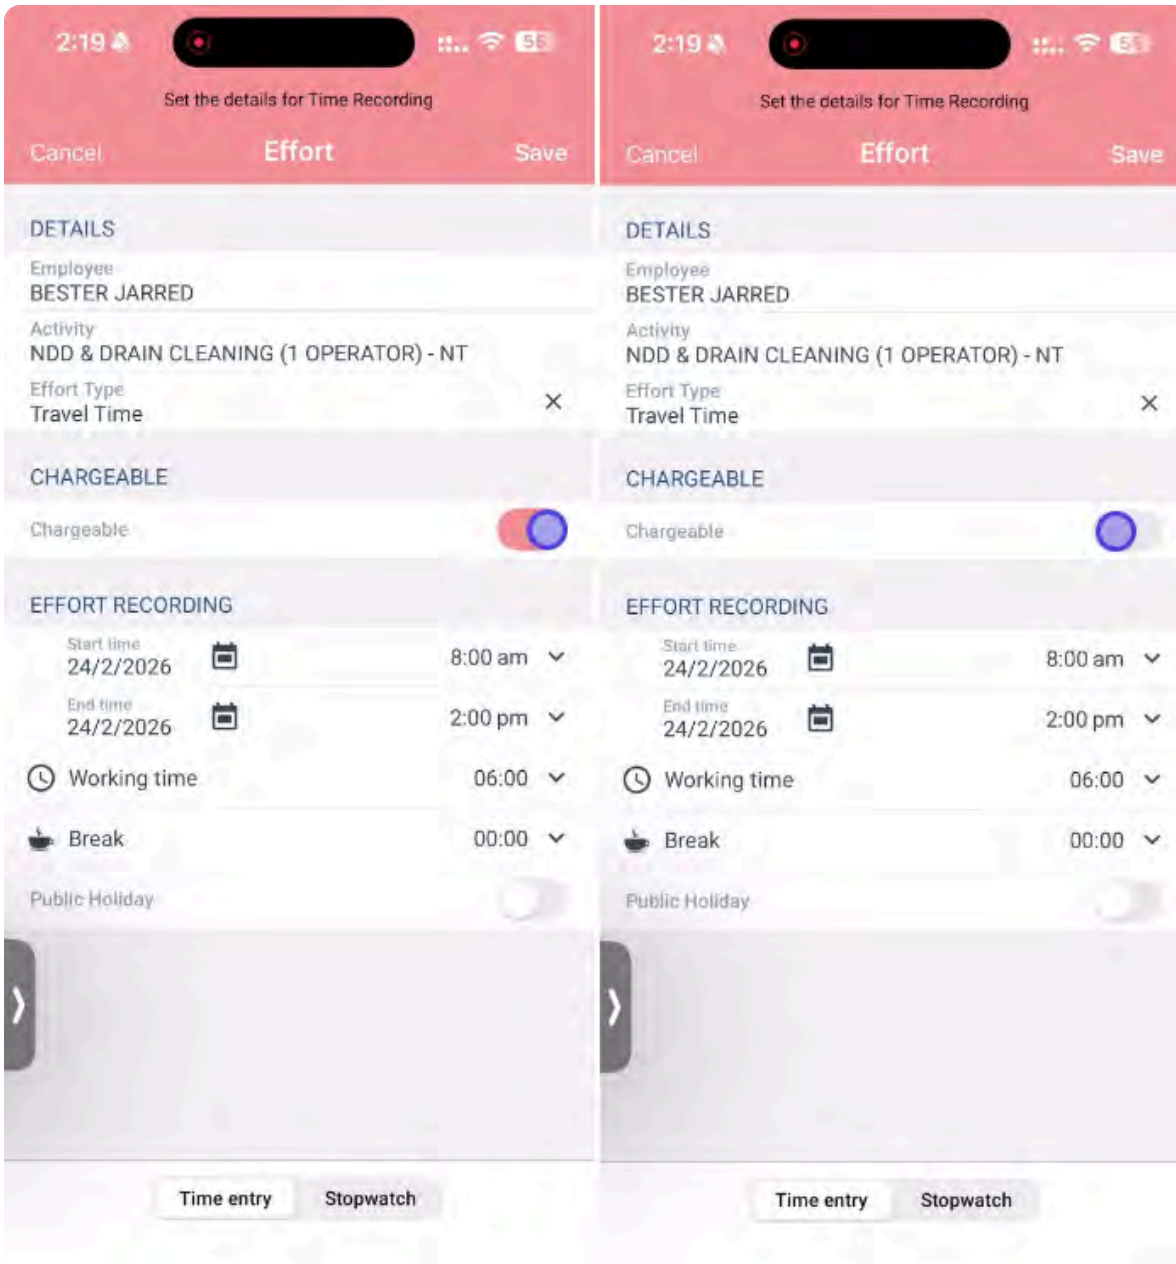 2:19
Set the details for Time Recording
Cancel Effort Save
DETAILS
Employee
BESTER JARRED
Activity
NDD & DRAIN CLEANING (1 OPERATOR) - NT
Effort Type
Travel Time
CHARGEABLE
Chargeable
EFFORT RECORDING
Start time
24/2/2026 8:00 am
End time
24/2/2026 2:00 pm
Working time 06:00
Break 00:00
Public Holiday
Time entry Stopwatch
2:19
Set the details for Time Recording
Cancel Effort Save
DETAILS
Employee
BESTER JARRED
Activity
NDD & DRAIN CLEANING (1 OPERATOR) - NT
Effort Type
Travel Time
CHARGEABLE
Chargeable
EFFORT RECORDING
Start time
24/2/2026 8:00 am
End time
24/2/2026 2:00 pm
Working time 06:00
Break 00:00
Public Holiday
Time entry Stopwatch